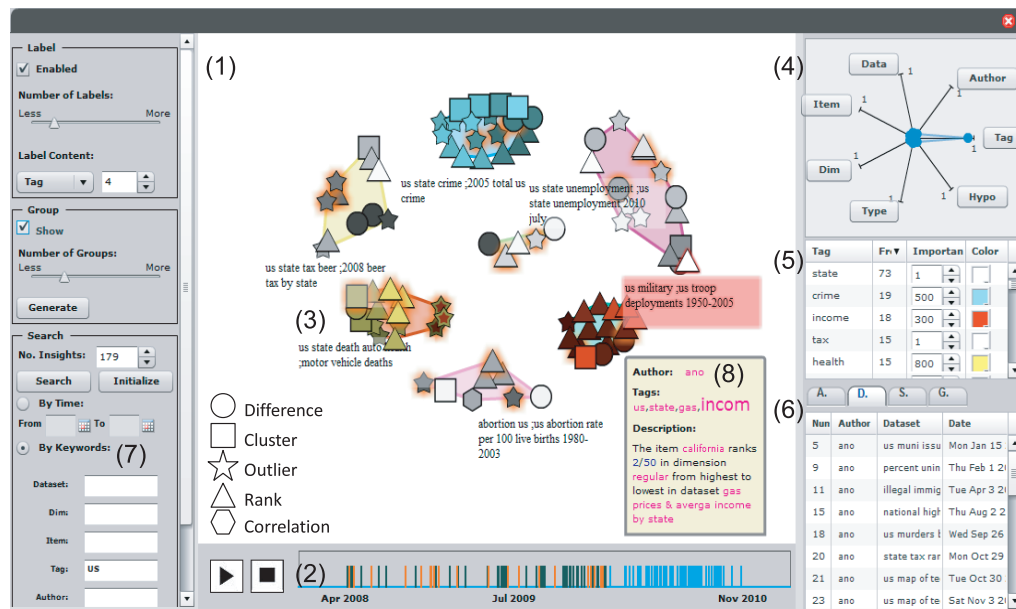 Label
Enabled
Number of Labels:
Less More
Label Content:
Tag 4
Group
Show
Number of Groups:
Less More
Generate
Search
No. Insights: 179
Search Initialize
By Time:
From To
By Keywords: (7)
Dataset:
Dim:
Item:
Tag: US
Author:
(1)
us state crime ;2005 total us
crime
us state unemployment ;us
state unemployment 2010
july
us state tax beer ;2008 beer
tax by state
(3)
us state death auto
;motor vehicle deaths
us military ;us troop
deployments 1950-2005
abortion us ;us abortion rate
per 100 live births 1980-
2003
Difference
Cluster
Outlier
Rank
Correlation
Author: ano (8)
Tags:
us,state,gas,incom
Description:
The item california ranks
2/50 in dimension
regular from highest to
lowest in dataset gas
prices & averga income
by state
(2)
Apr 2008 Jul 2009 Nov 2010
(4)
Data
Author
Item
Tag
Dim
Hypo
Type
1
1
1
1
1
1
1
(5)
Tag Fr▼ Importan Color
state 73 1
crime 19 500
income 18 300
tax 15 1
health 15 800
(6)
A. D. S. G.
Nun Author Dataset Date
5 ano us muni issu Mon Jan 15
9 ano percent unin Thu Feb 1 20
11 ano illegal immig Tue Apr 3 20
15 ano national high Thu Aug 2 2
18 ano us murders b Wed Sep 26
20 ano state tax rar Mon Oct 29
21 ano us map of te Tue Oct 30
23 ano us map of te Sat Nov 3 20